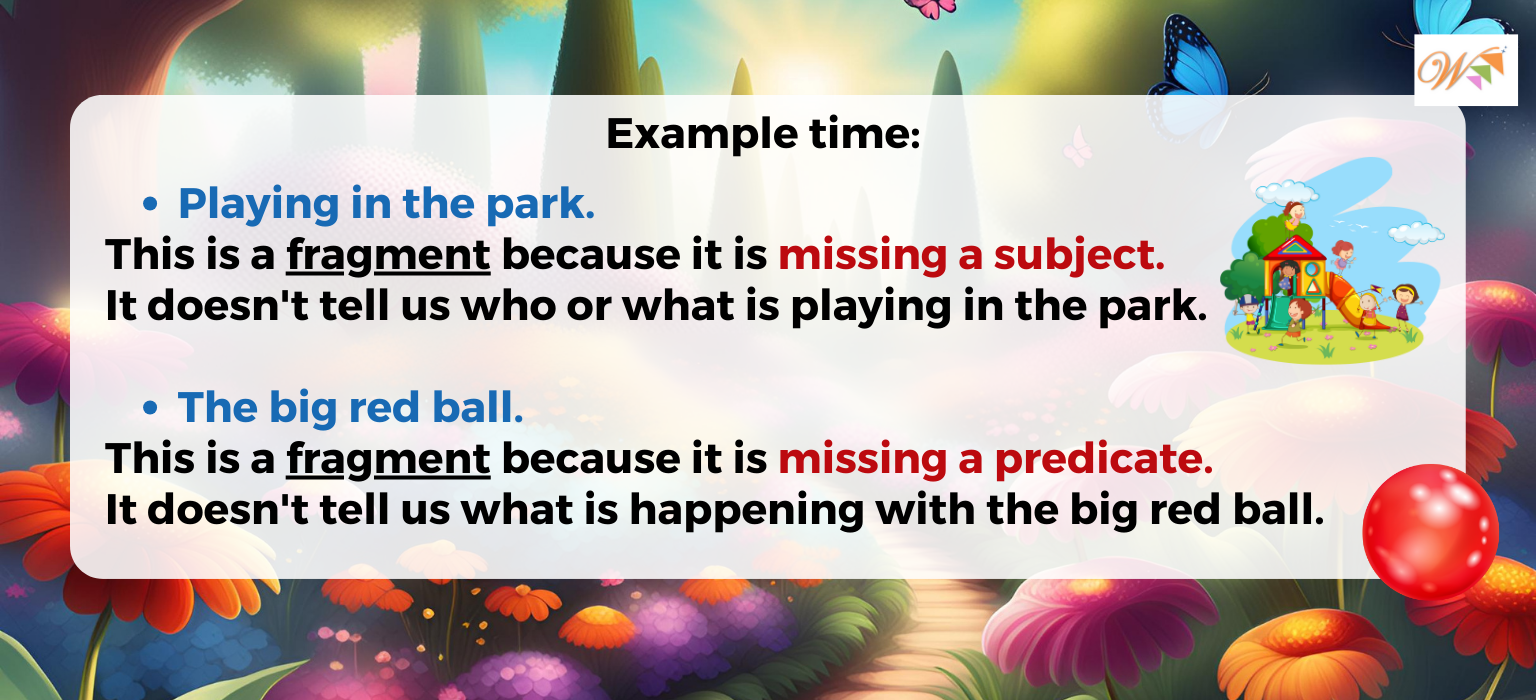 W
Example time:
• Playing in the park.
This is a fragment because it is missing a subject.
It doesn't tell us who or what is playing in the park.
• The big red ball.
This is a fragment because it is missing a predicate.
It doesn't tell us what is happening with the big red ball.